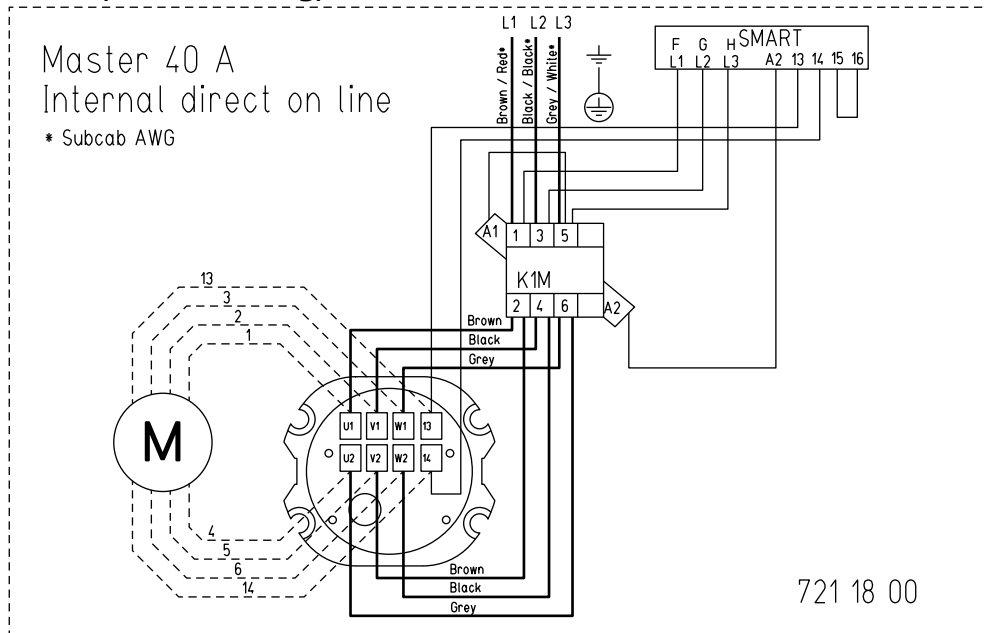 L1 L2 L3
Brown / Red*
Black / Black*
Grey / White*
SMART
F G H
L1 L2 L3 A2 13 14 15 16
Master 40 A
Internal direct on line
* Subcab AWG
A1 1 3 5
K1M
2 4 6 A2
Brown
Black
Grey
13
3
2
1
M
U1 V1 W1 13
U2 V2 W2 14
4
5
6
14
Brown
Black
Grey
721 18 00